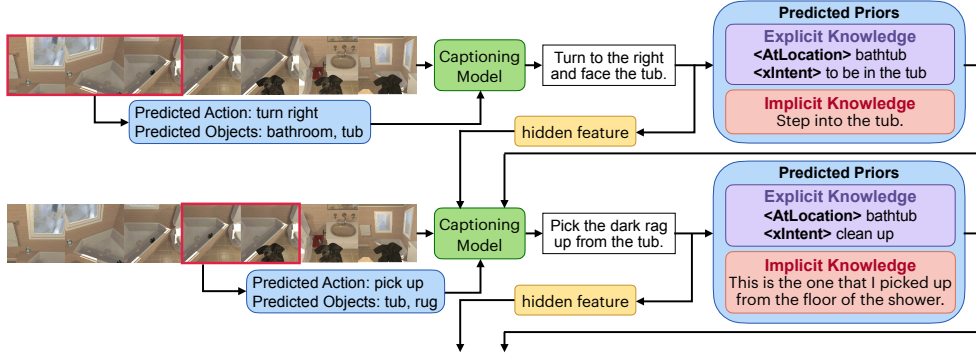 Predicted Priors
Explicit Knowledge
<AtLocation> bathtub
<xIntent> to be in the tub
Implicit Knowledge
Step into the tub.
Captioning
Model
Turn to the right
and face the tub.
Predicted Action: turn right
Predicted Objects: bathroom, tub
hidden feature
Predicted Priors
Explicit Knowledge
<AtLocation> bathtub
<xIntent> clean up
Implicit Knowledge
This is the one that I picked up
from the floor of the shower.
Captioning
Model
Pick the dark rag
up from the tub.
Predicted Action: pick up
Predicted Objects: tub, rug
hidden feature